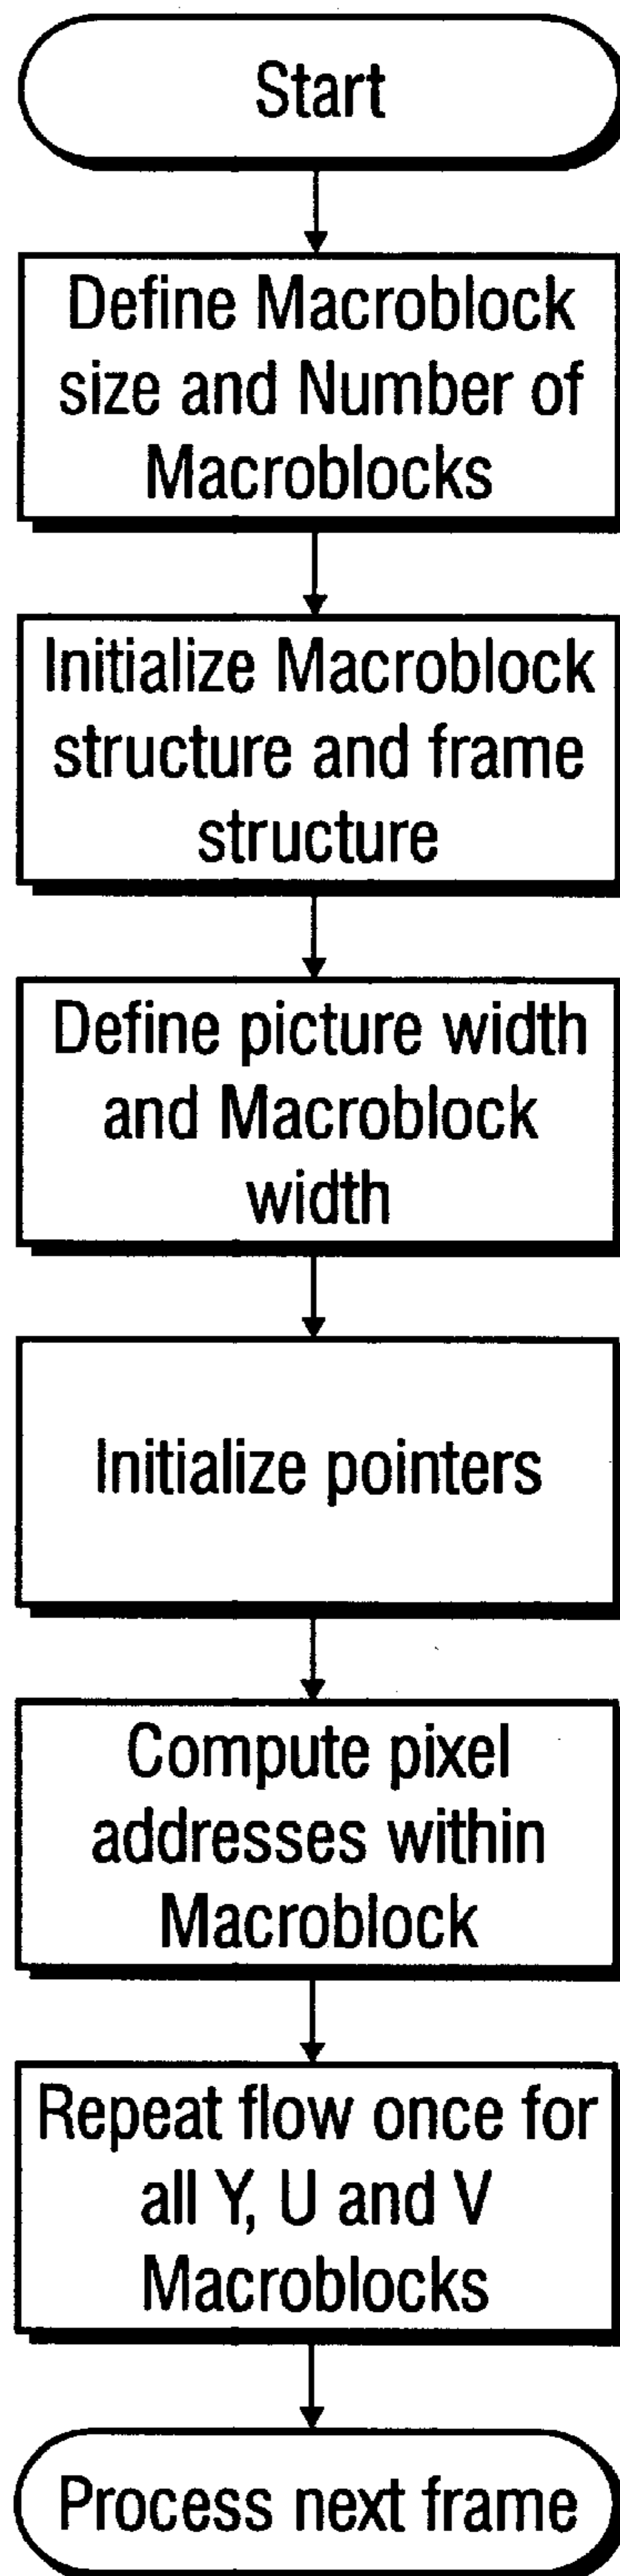 Start
Define Macroblock
size and Number of
Macroblocks
Initialize Macroblock
structure and frame
structure
Define picture width
and Macroblock
width
Initialize pointers
Compute pixel
addresses within
Macroblock
Repeat flow once for
all Y, U and V
Macroblocks
Process next frame